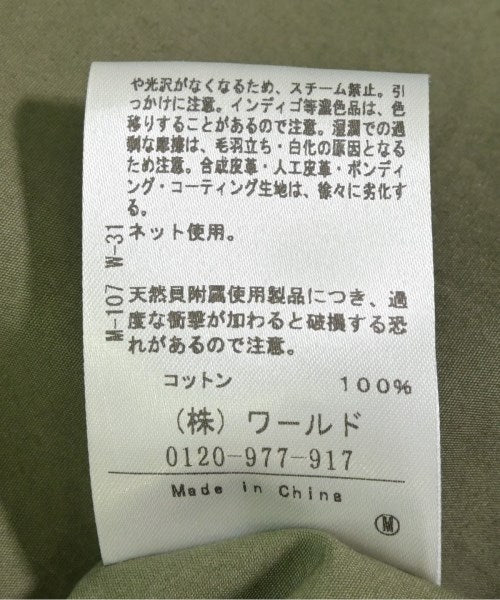 や光沢がなくなるため、スチーム禁止。引
っかけに注意。インディゴ等濃色品は、色
移りすることがあるので注意。湿潤での過
剰な摩擦は、毛羽立ち・白化の原因となる
ため注意。合成皮革・人工皮革・ボンディ
ング・コーティング生地は、徐々に劣化す
る。
ネット使用。
M-107 W-31
天然貝附属使用製品につき、過
度な衝撃が加わると破損する恐
れがあるので注意。
コットン 100%
(株) ワールド
0120-977-917
Made in China
M